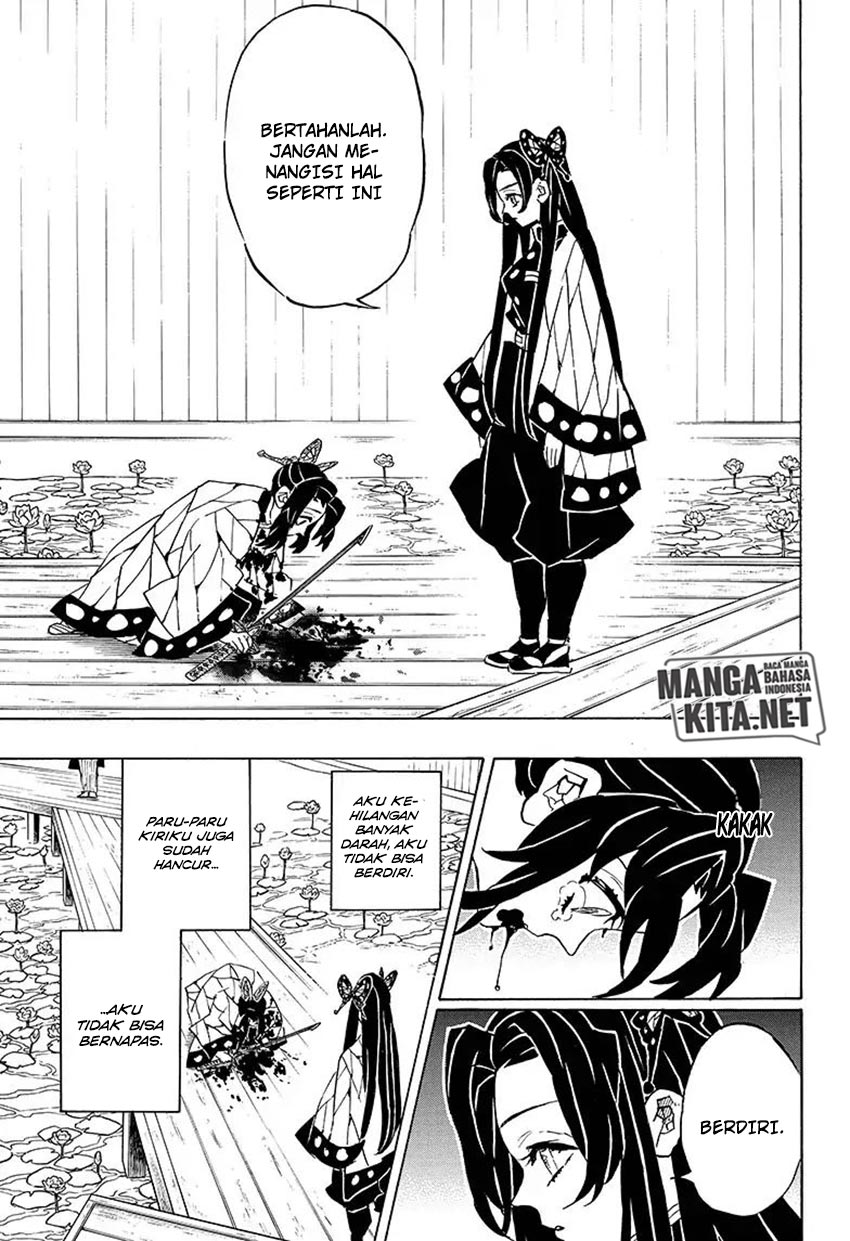 BERTAHANLAH.
JANGAN ME-
NANGISI HAL
SEPERTI INI
MANGA
BACA MANGA
BAHASA
INDONESIA
KITA.NET
KAKAK
AKU KE-
HILANGAN
BANYAK
DARAH, AKU
TIDAK BISA
BERDIRI.
PARU-PARU
KIRIKU JUGA
SUDAH
HANCUR...
...AKU
TIDAK BISA
BERNAPAS.
BERDIRI.